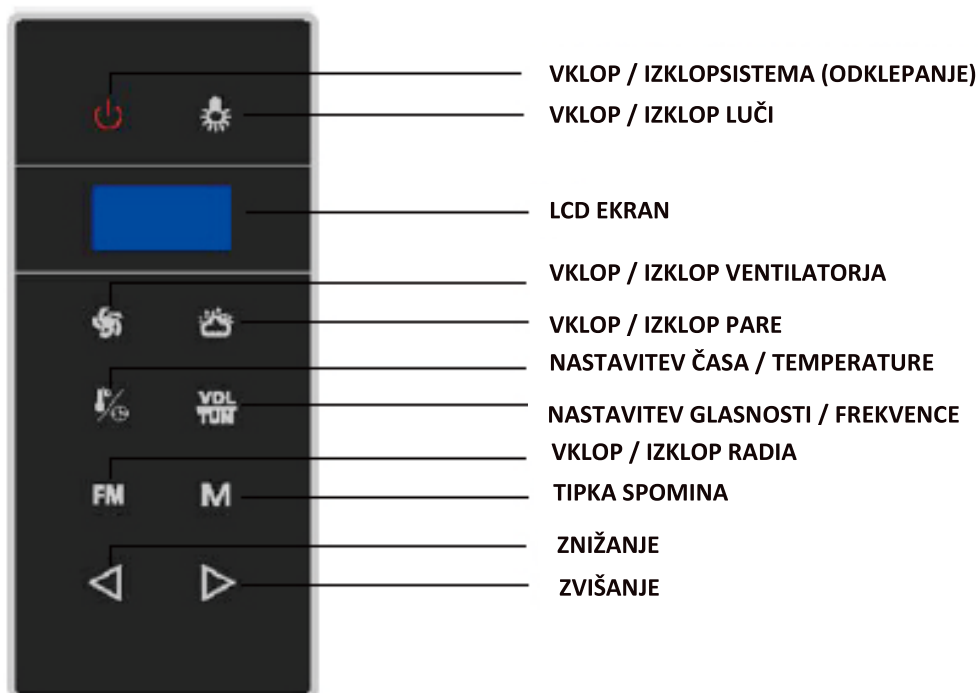 VKLOP / IZKLOPSISTEMA (ODKLEPANJE)
VKLOP / IZKLOP LUČI
LCD EKRAN
VKLOP / IZKLOP VENTILATORJA
VKLOP / IZKLOP PARE
NASTAVITEV ČASA / TEMPERATURE
VOL
TUN
NASTAVITEV GLASNOSTI / FREKVENCE
VKLOP / IZKLOP RADIA
FM
M
TIPKA SPOMINA
ZNIŽANJE
ZVIŠANJE